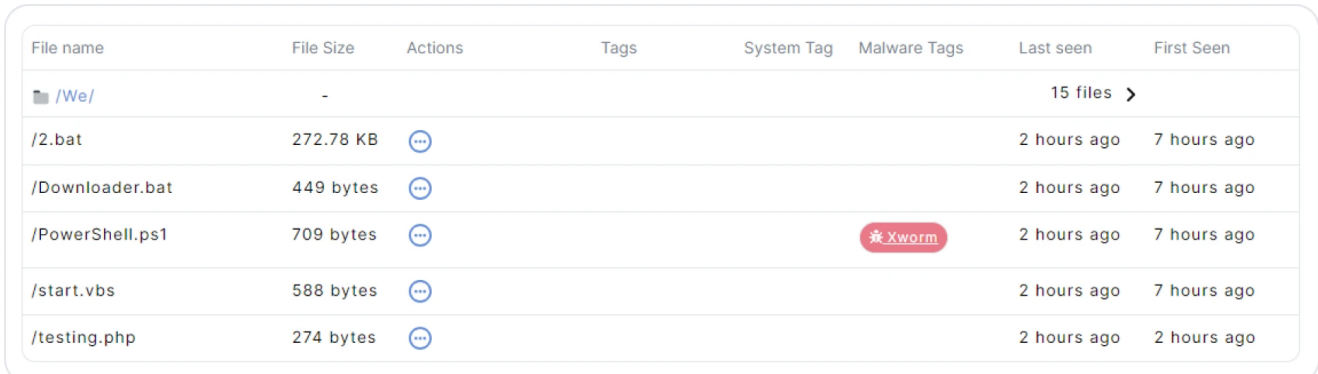 File name File Size Actions Tags System Tag Malware Tags Last seen First Seen
/We/ - 15 files
/2.bat 272.78 KB 2 hours ago 7 hours ago
/Downloader.bat 449 bytes 2 hours ago 7 hours ago
/PowerShell.ps1 709 bytes Xworm 2 hours ago 7 hours ago
/start.vbs 588 bytes 2 hours ago 7 hours ago
/testing.php 274 bytes 2 hours ago 2 hours ago